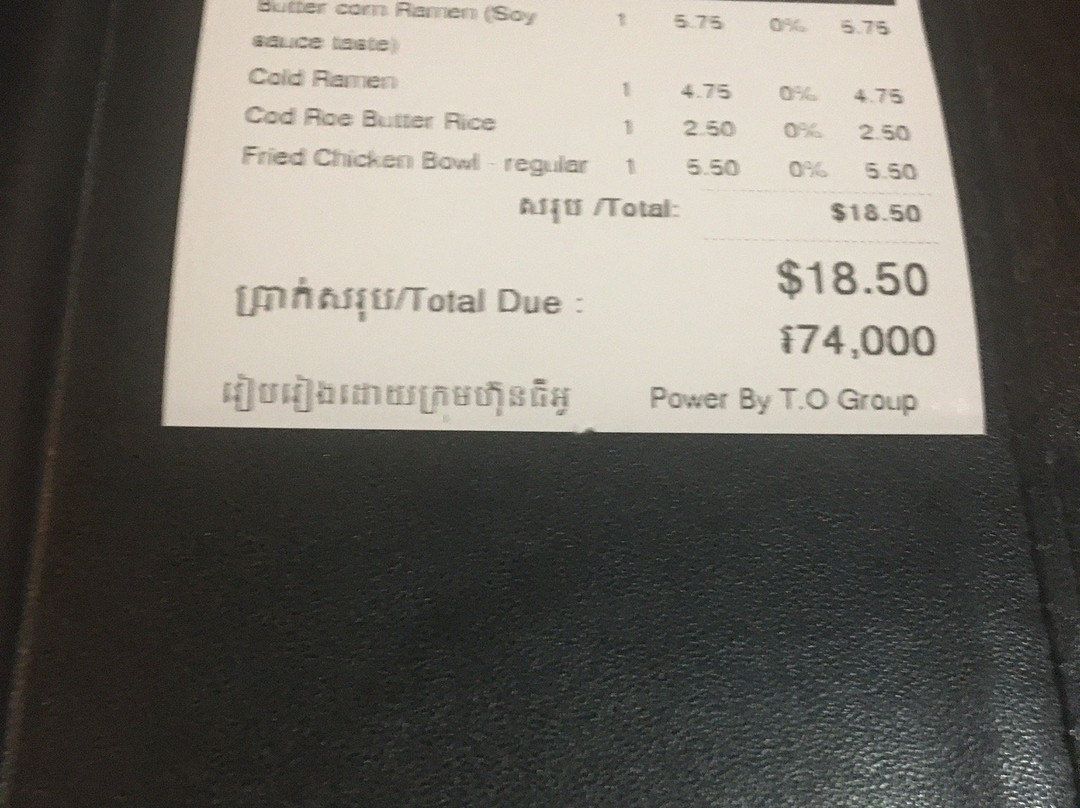 Butter corn Ramen (Soy 1 5.75 0% 5.75
sauce taste)
Cold Ramen 1 4.75 0% 4.75
Cod Roe Butter Rice 1 2.50 0% 2.50
Fried Chicken Bowl - regular 1 5.50 0% 5.50
សរុប /Total: $18.50
ប្រាក់សរុប/Total Due : $18.50
៛74,000
រៀបរៀងដោយក្រុមហ៊ុនធីអូ Power By T.O Group